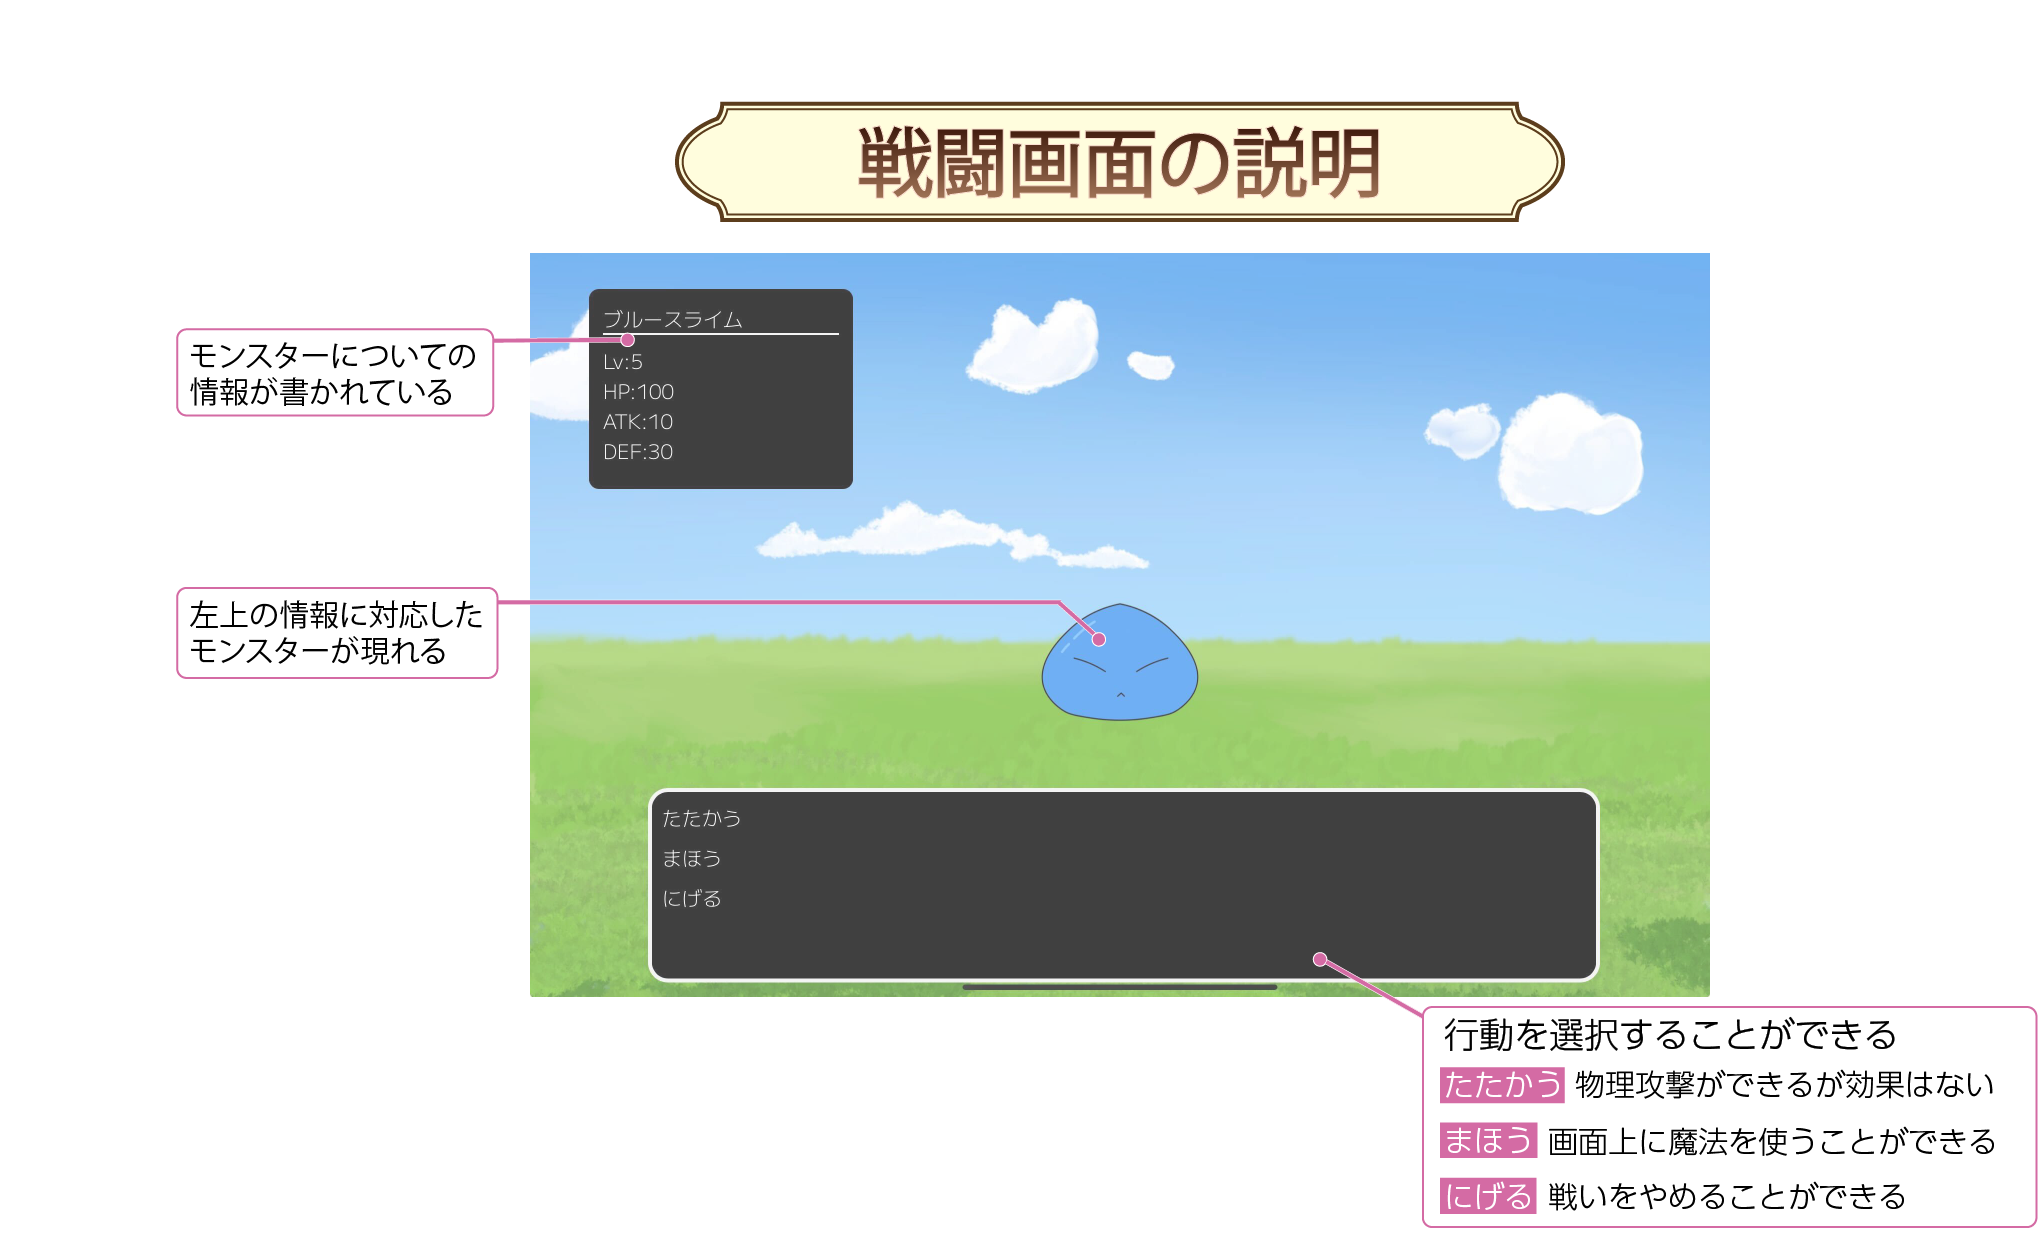 戦闘画面の説明
モンスターについての
情報が書かれている
ブルースライム
Lv:5
HP:100
ATK:10
DEF:30
左上の情報に対応した
モンスターが現れる
たたかう
まほう
にげる
行動を選択することができる
たたかう 物理攻撃ができるが効果はない
まほう 画面上に魔法を使うことができる
にげる 戦いをやめることができる